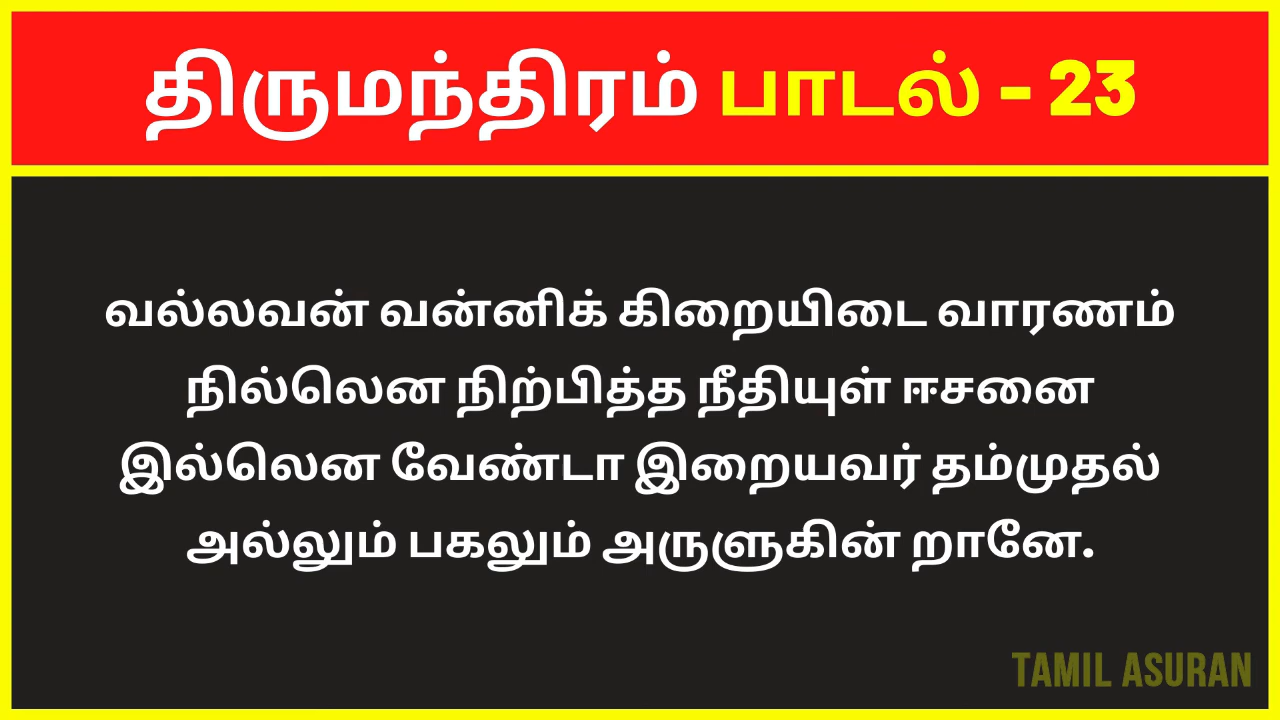 திருமந்திரம் பாடல் - 23
வல்லவன் வன்னிக் கிறையிடை வாரணம்
நில்லென நிற்பித்த நீதியுள் ஈசனை
இல்லென வேண்டா இறையவர் தம்முதல்
அல்லும் பகலும் அருளுகின் றானே.
TAMIL ASURAN